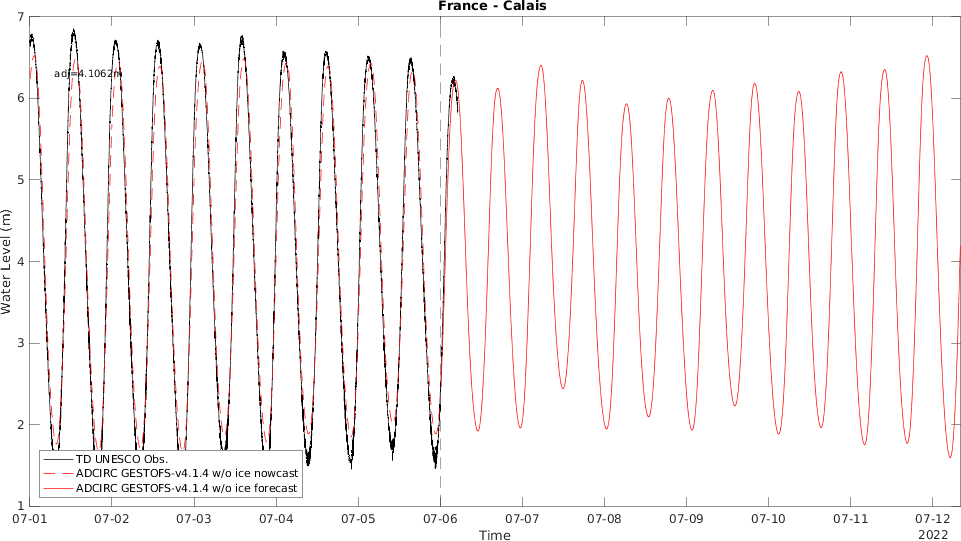 France - Calais
7
6
5
4
3
2
1
Water Level (m)
adj=4.1062m
TD UNESCO Obs.
ADCIRC GESTOFS-v4.1.4 w/o ice nowcast
ADCIRC GESTOFS-v4.1.4 w/o ice forecast
07-01 07-02 07-03 07-04 07-05 07-06 07-07 07-08 07-09 07-10 07-11 07-12
Time
2022